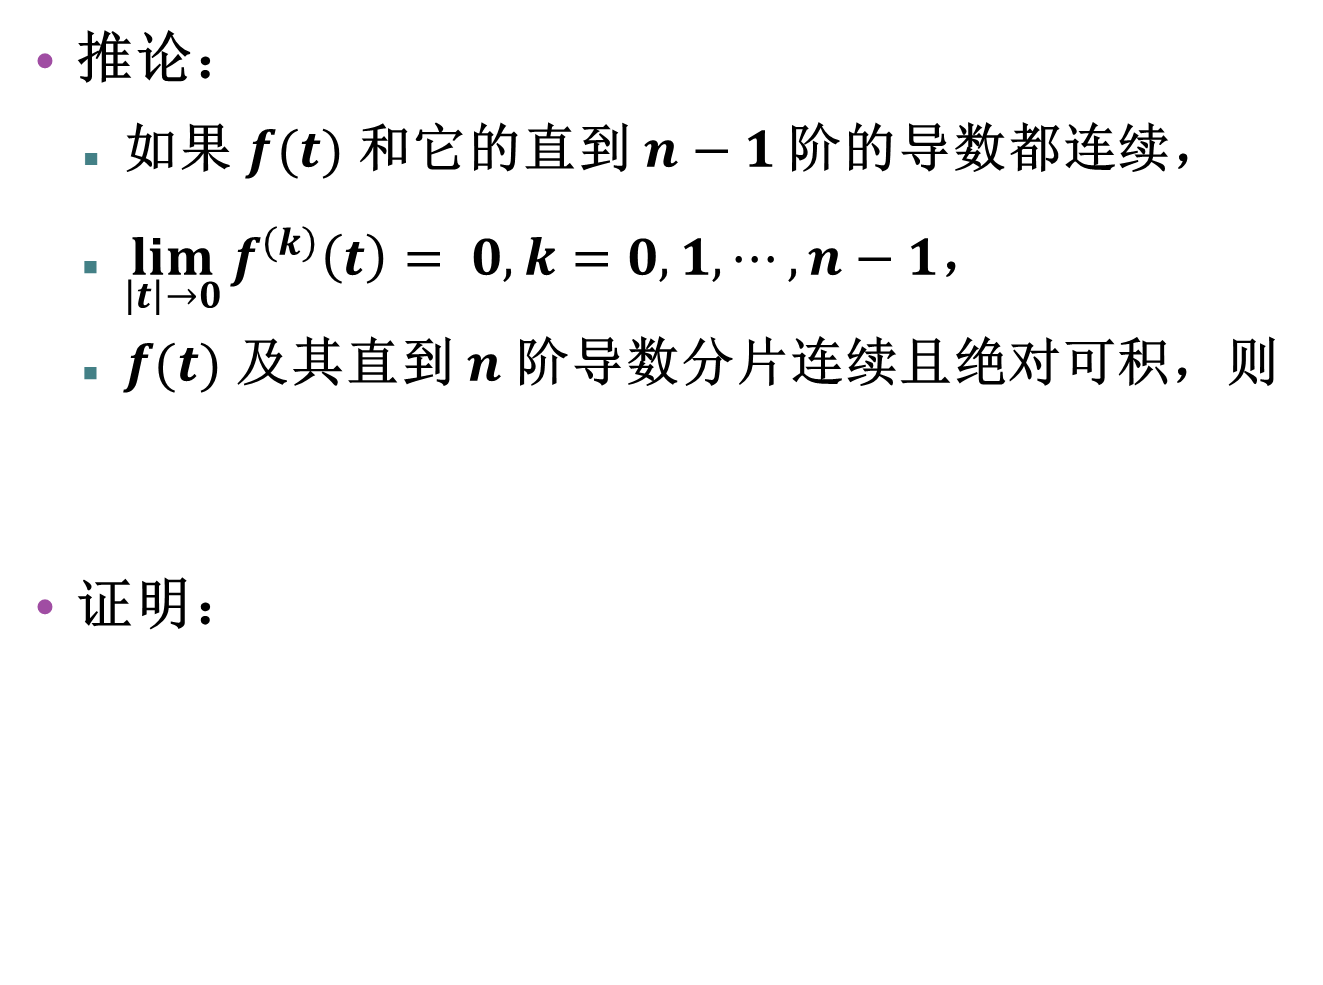 • 推论：
▪ 如果 f(t) 和它的直到 n − 1 阶的导数都连续，
▪ lim_{|t|→0} f^{(k)}(t) = 0, k = 0, 1, ⋯ , n − 1，
▪ f(t) 及其直到 n 阶导数分片连续且绝对可积，则
• 证明：